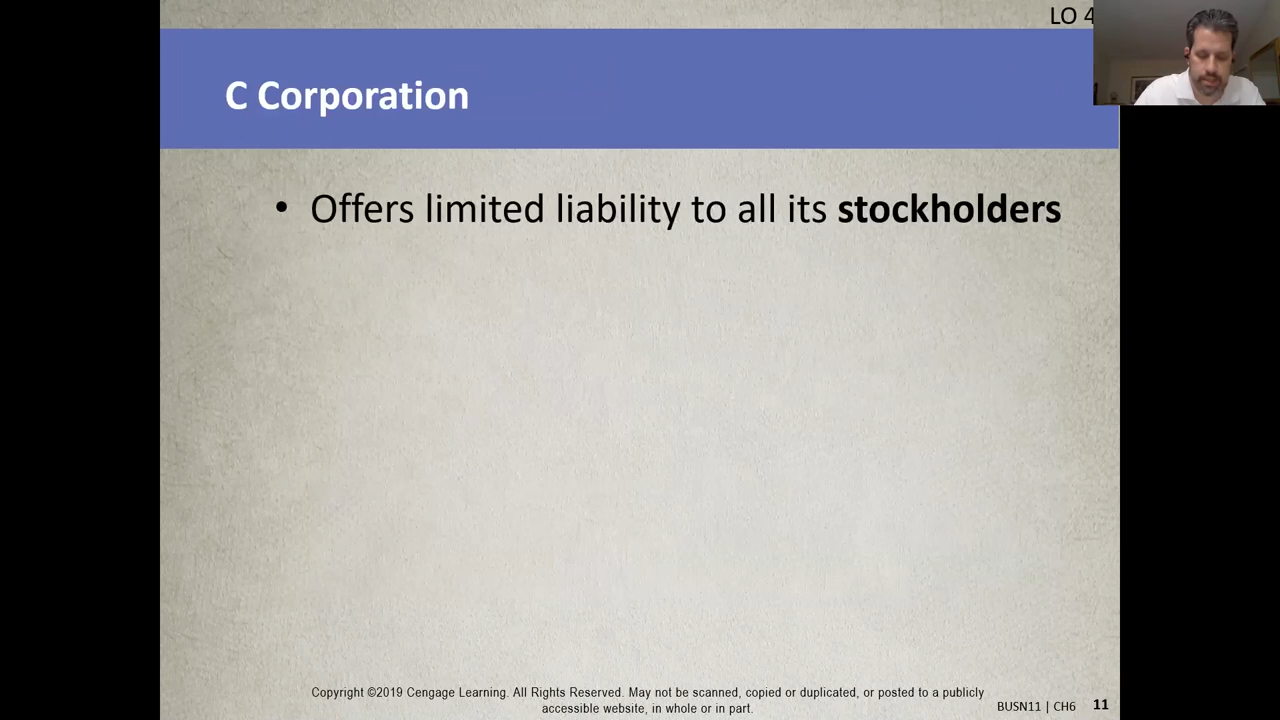 LO 4
C Corporation
• Offers limited liability to all its stockholders
Copyright ©2019 Cengage Learning. All Rights Reserved. May not be scanned, copied or duplicated, or posted to a publicly
accessible website, in whole or in part.
BUSN11 | CH6 11